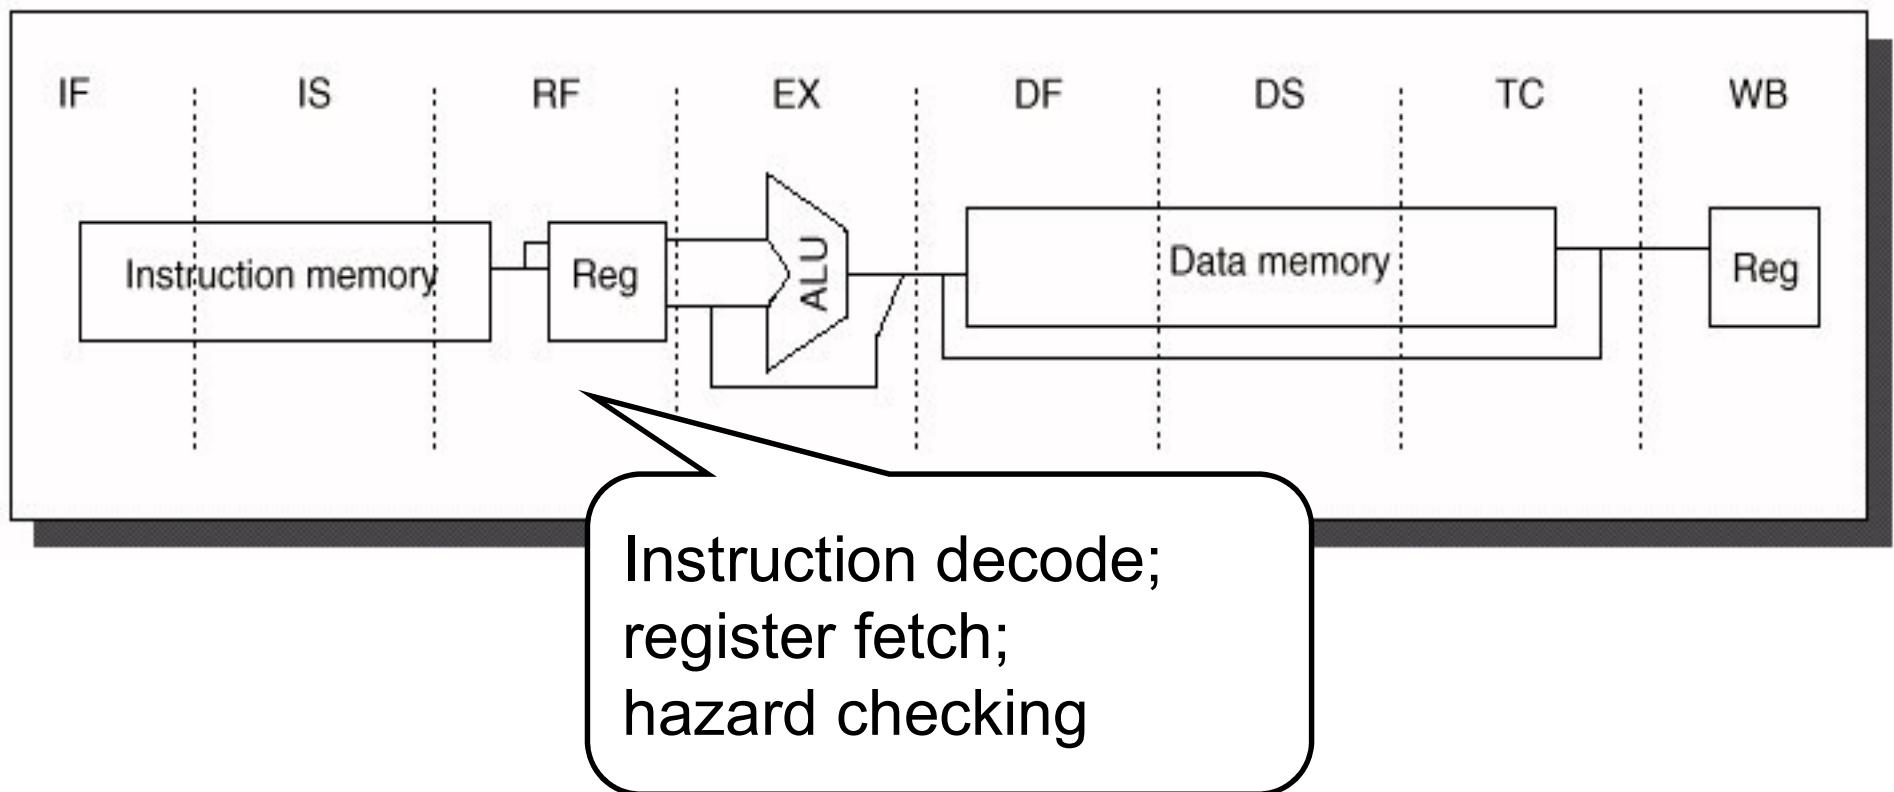 IF IS RF EX DF DS TC WB
Instruction memory Reg ALU Data memory Reg
Instruction decode;
register fetch;
hazard checking